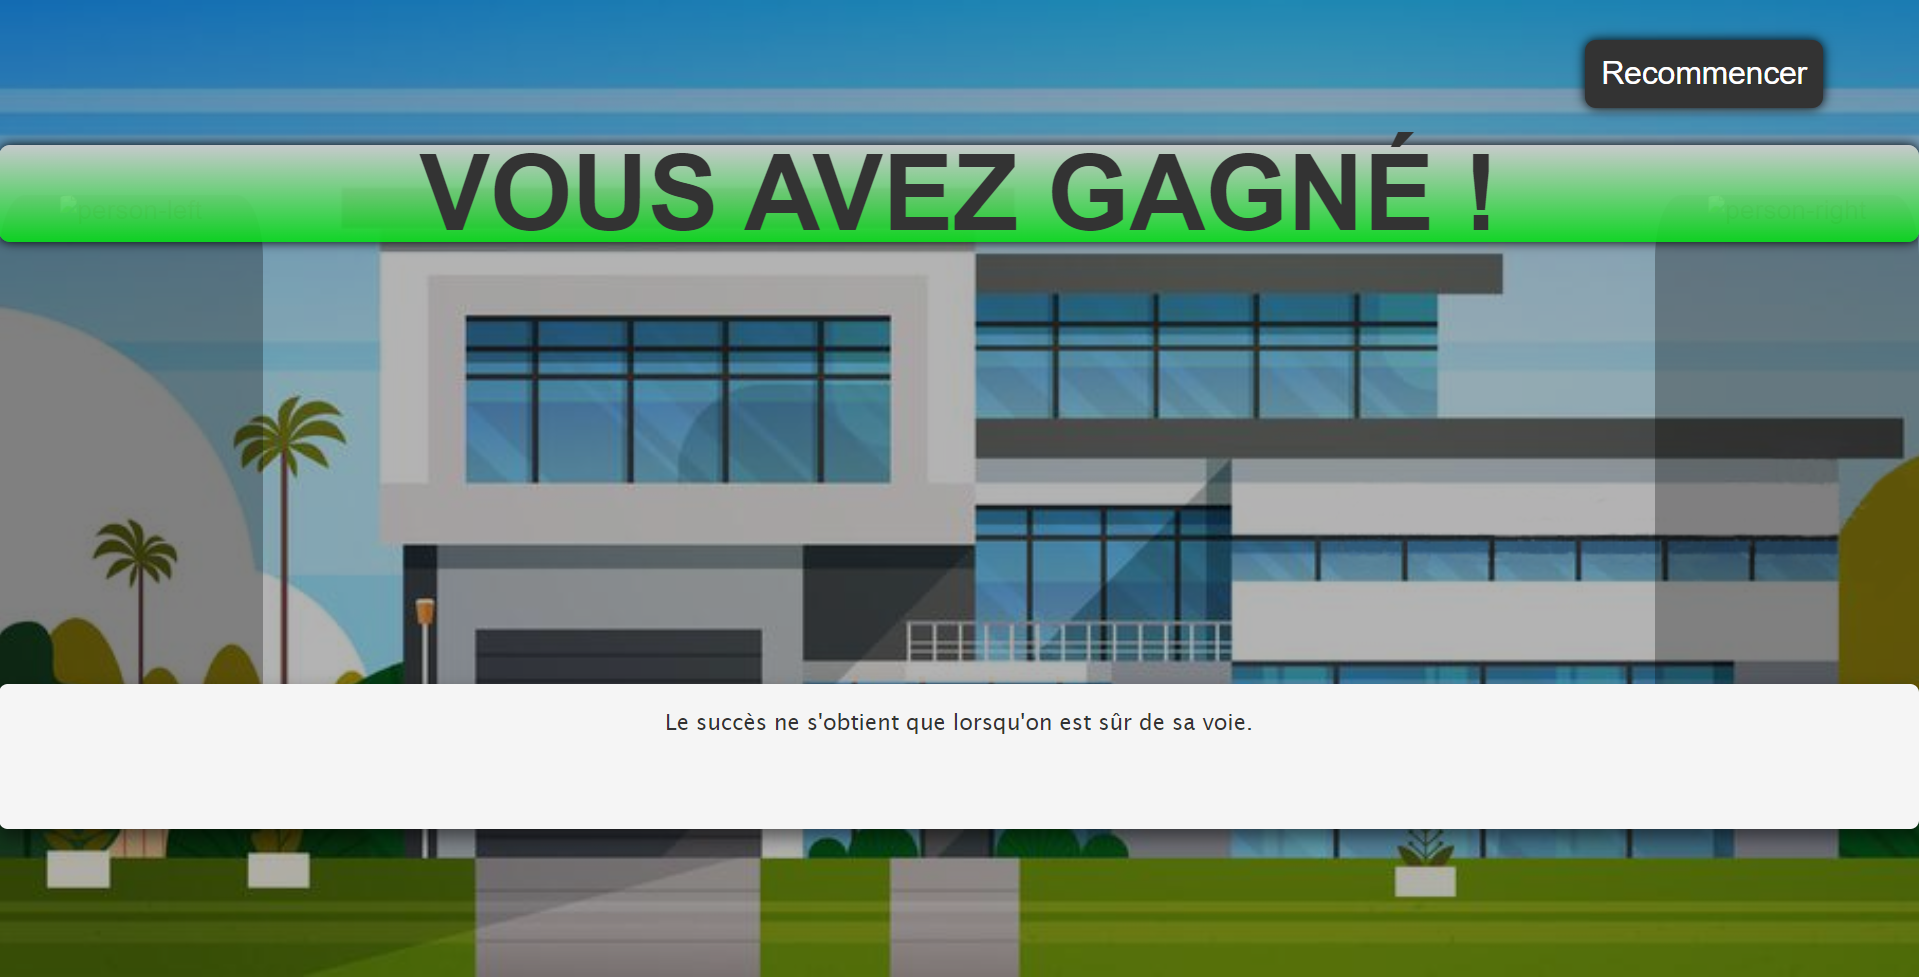 Recommencer
VOUS AVEZ GAGNÉ !
person-left
person-right
Le succès ne s'obtient que lorsqu'on est sûr de sa voie.